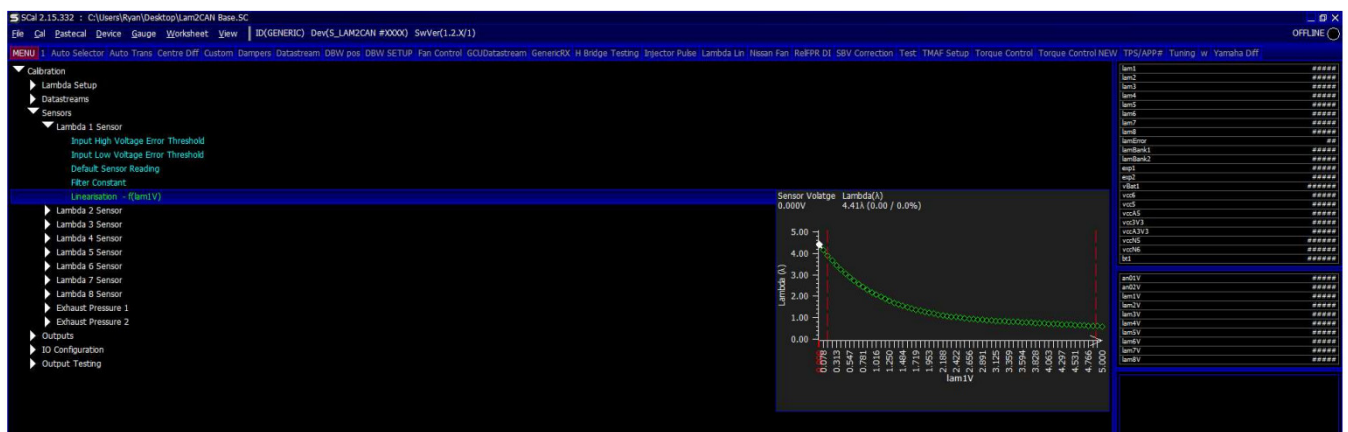 SCal 2.15.332 : C:\Users\Ryan\Desktop\Lam2CAN Base.SC
File Cal Pastecal Device Gauge Worksheet View ID(GENERIC) Dev(S_LAM2CAN #XXXX) SwVer(1.2.X/1) OFFLINE
MENU 1 Auto Selector Auto Trans Centre Diff Custom Dampers Datastream DBW pos DBW SETUP Fan Control GCUDatastream GenericRX H Bridge Testing Injector Pulse Lambda Lin Nissan Fan RelFPR DI SBV Correction Test TMAF Setup Torque Control Torque Control NEW TPS/APP# Tuning w Yamaha Diff
Calibration
Lambda Setup
Datastreams
Sensors
Lambda 1 Sensor
Input High Voltage Error Threshold
Input Low Voltage Error Threshold
Default Sensor Reading
Filter Constant
Linearisation - f(lam1V)
Lambda 2 Sensor
Lambda 3 Sensor
Lambda 4 Sensor
Lambda 5 Sensor
Lambda 6 Sensor
Lambda 7 Sensor
Lambda 8 Sensor
Exhaust Pressure 1
Exhaust Pressure 2
Outputs
IO Configuration
Output Testing
Sensor Volatge Lambda(λ)
0.000V 4.41λ (0.00 / 0.0%)
Lambda (λ)
5.00
4.00
3.00
2.00
1.00
0.00
0.078 0.313 0.547 0.781 1.016 1.250 1.484 1.719 1.953 2.188 2.422 2.656 2.891 3.125 3.359 3.594 3.828 4.063 4.297 4.531 4.766 5.000
lam1V
lam1 #####
lam2 #####
lam3 #####
lam4 #####
lam5 #####
lam6 #####
lam7 #####
lam8 #####
lamError ##
lamBank1 #####
lamBank2 #####
exp1 #####
exp2 #####
vBat1 ######
vcc6 #####
vcc5 #####
vccA5 #####
vcc3V3 #####
vccA3V3 #####
vccN5 ######
vccN6 ######
bt1 ######
an01V #####
an02V #####
lam1V #####
lam2V #####
lam3V #####
lam4V #####
lam5V #####
lam6V #####
lam7V #####
lam8V #####